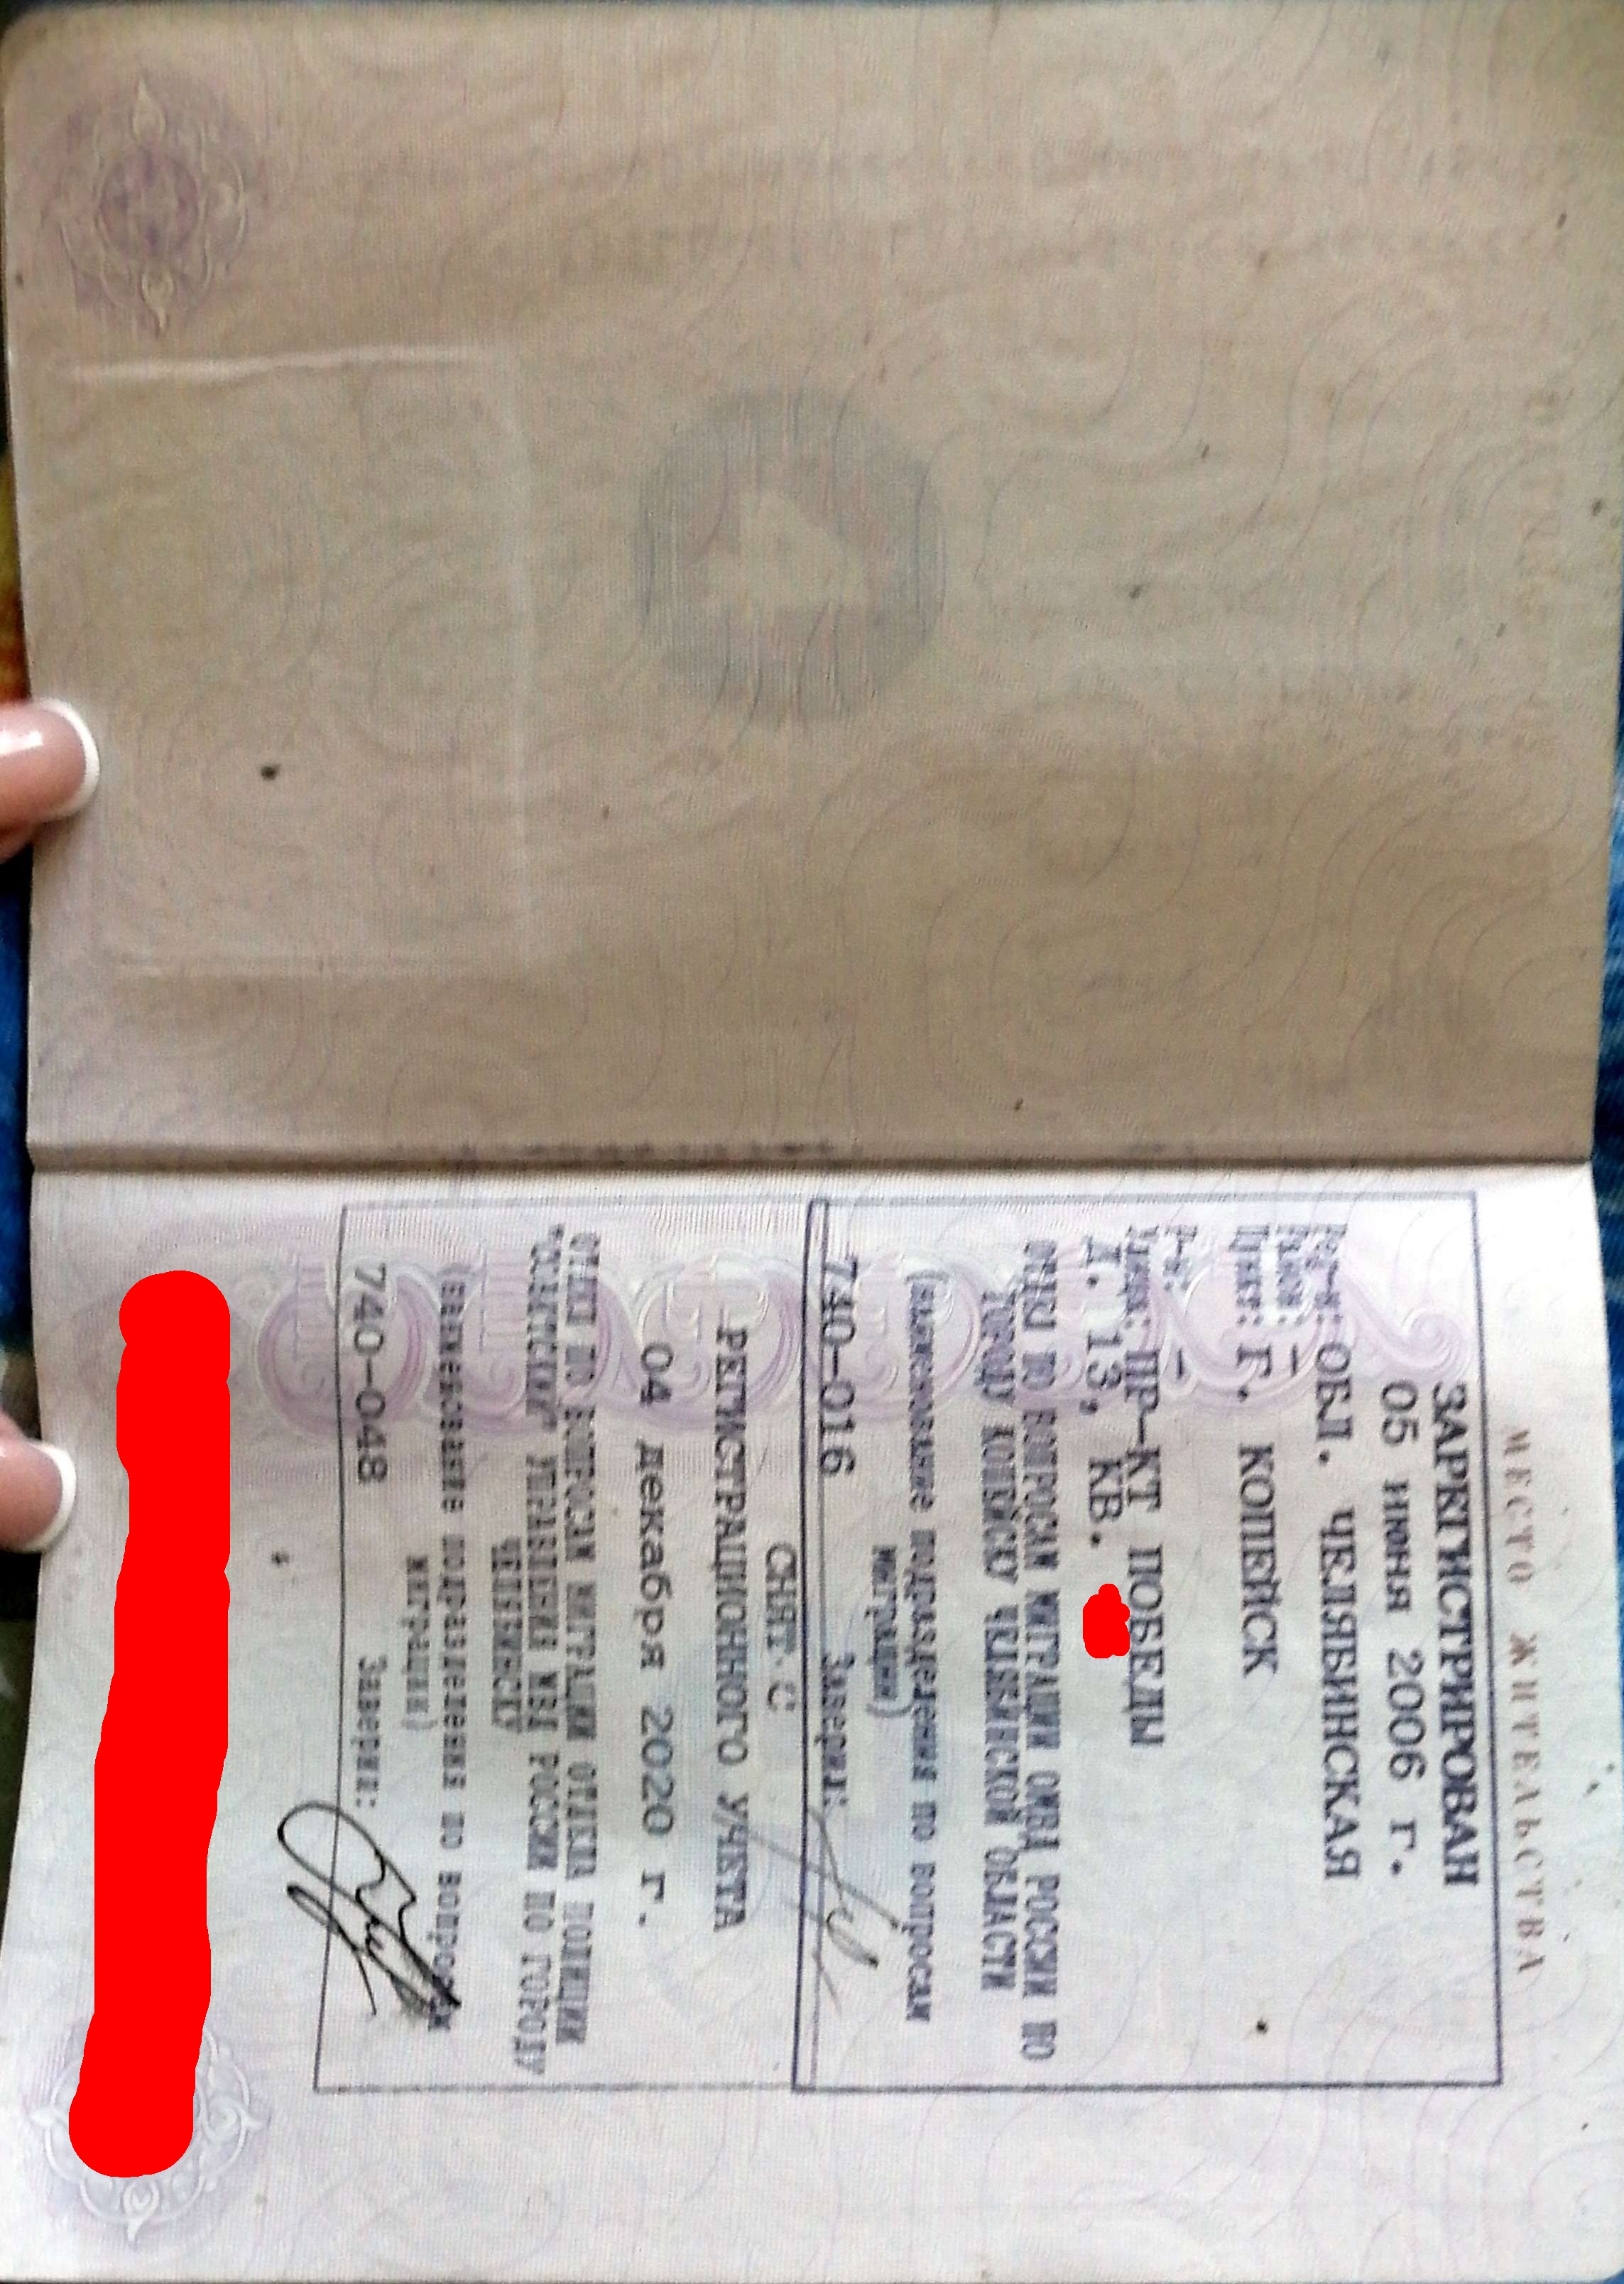 МЕСТО ЖИТЕЛЬСТВА
ЗАРЕГИСТРИРОВАН
05 июня 2006 г.
Рег-н: ОБЛ. ЧЕЛЯБИНСКАЯ
Район: –
Пункт: Г. КОПЕЙСК
Р-н: –
Улица: ПР-КТ ПОБЕДЫ
Д. 13, КВ.
ОТДЕЛ ПО ВОПРОСАМ МИГРАЦИИ ОМВД РОССИИ ПО
ГОРОДУ КОПЕЙСКУ ЧЕЛЯБИНСКОЙ ОБЛАСТИ
(наименование подразделения по вопросам
миграции)
740-016 Заверил:
СНЯТ С
РЕГИСТРАЦИОННОГО УЧЕТА
04 декабря 2020 г.
ОТДЕЛ ПО ВОПРОСАМ МИГРАЦИИ ОТДЕЛА ПОЛИЦИИ
УПРАВЛЕНИЯ МВД РОССИИ ПО ГОРОДУ
ЧЕЛЯБИНСКУ
(наименование подразделения по вопросам
миграции)
740-048 Заверил: